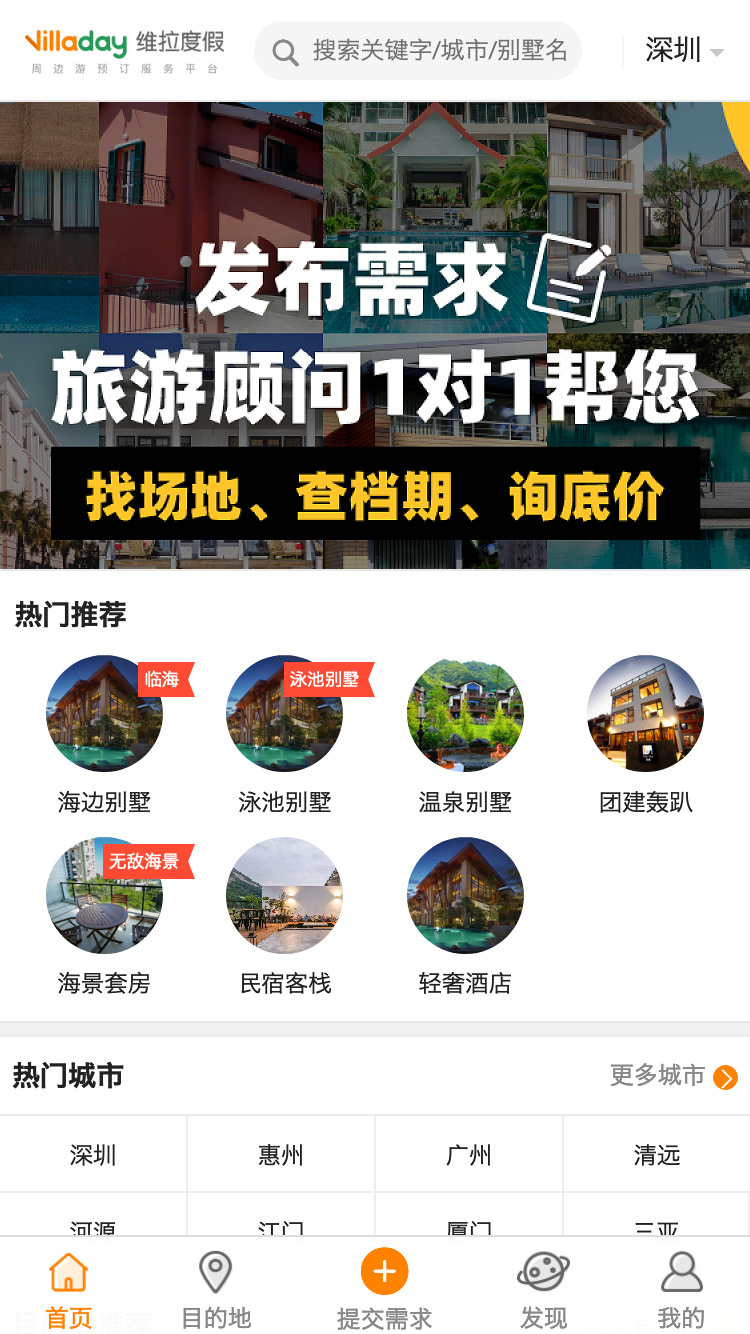 Villaday 维拉度假
周边游预订服务平台
搜索关键字/城市/别墅名
深圳
发布需求
旅游顾问1对1帮您
找场地、查档期、询底价
热门推荐
临海
泳池别墅
海边别墅
泳池别墅
温泉别墅
团建轰趴
无敌海景
海景套房
民宿客栈
轻奢酒店
热门城市
更多城市
深圳
惠州
广州
清远
河源
江门
厦门
三亚
首页
目的地
提交需求
发现
我的